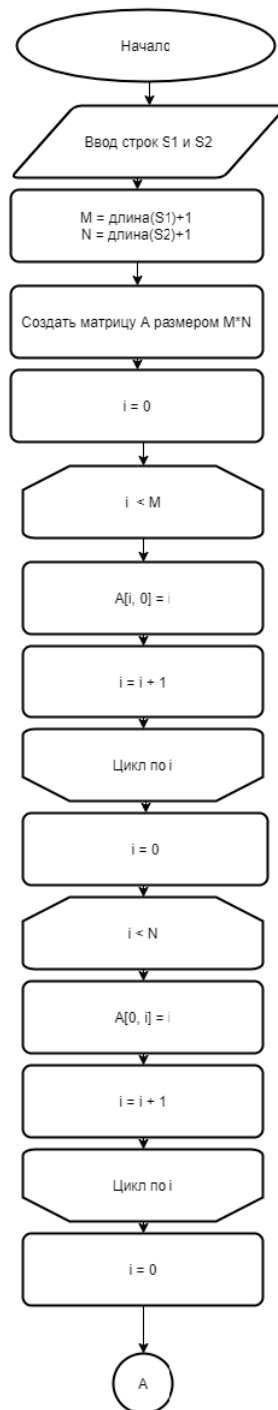 Начало
Ввод строк S1 и S2
M = длина(S1)+1
N = длина(S2)+1
Создать матрицу A размером M*N
i = 0
i < M
A[i, 0] = i
i = i + 1
Цикл по i
i = 0
i < N
A[0, i] = i
i = i + 1
Цикл по i
i = 0
A